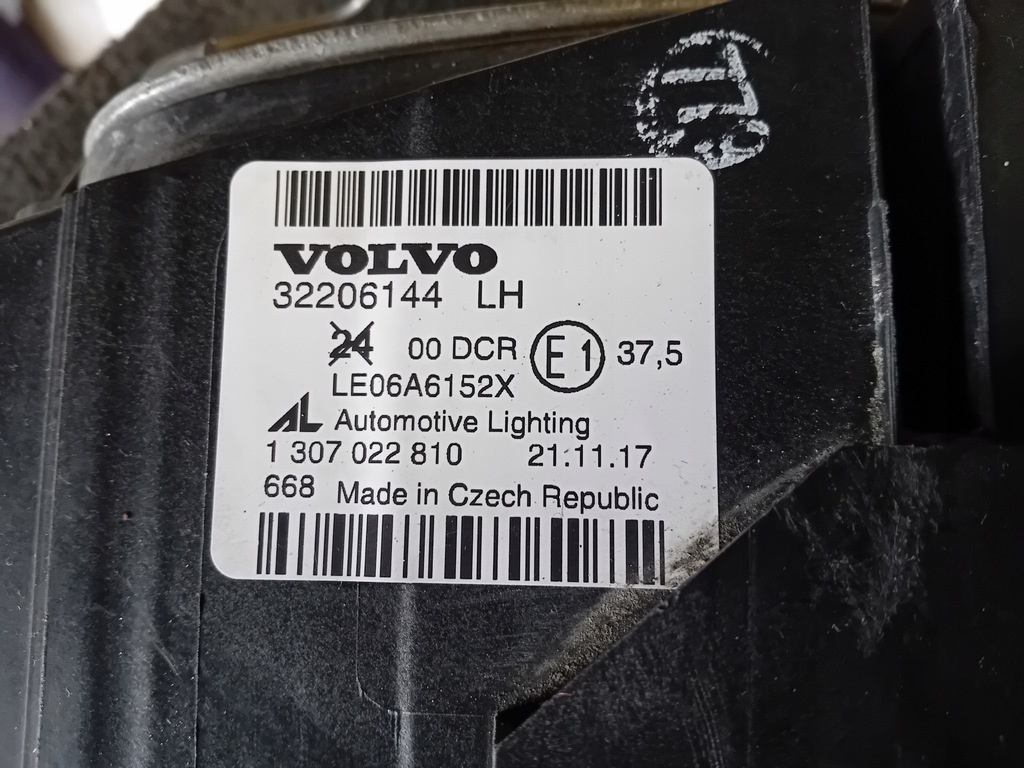 VOLVO
32206144 LH
24 00 DCR E1 37,5
LE06A6152X
AL Automotive Lighting
1 307 022 810 21.11.17
668 Made in Czech Republic